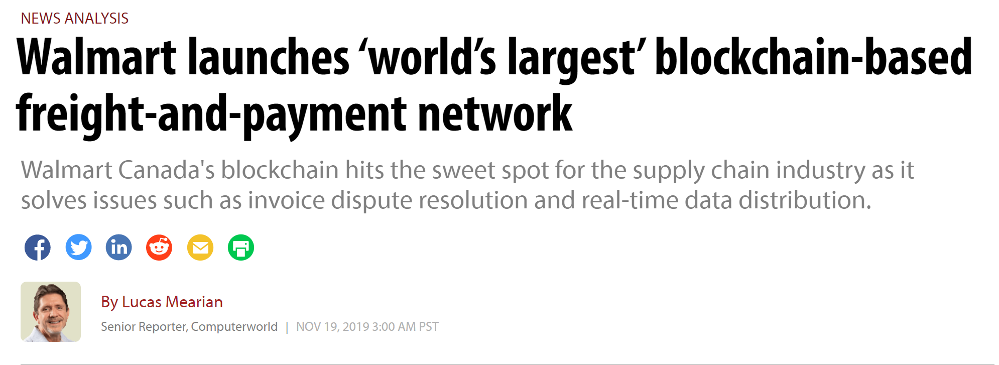 NEWS ANALYSIS
Walmart launches ‘world’s largest’ blockchain-based
freight-and-payment network
Walmart Canada's blockchain hits the sweet spot for the supply chain industry as it
solves issues such as invoice dispute resolution and real-time data distribution.
By Lucas Mearian
Senior Reporter, Computerworld | NOV 19, 2019 3:00 AM PST